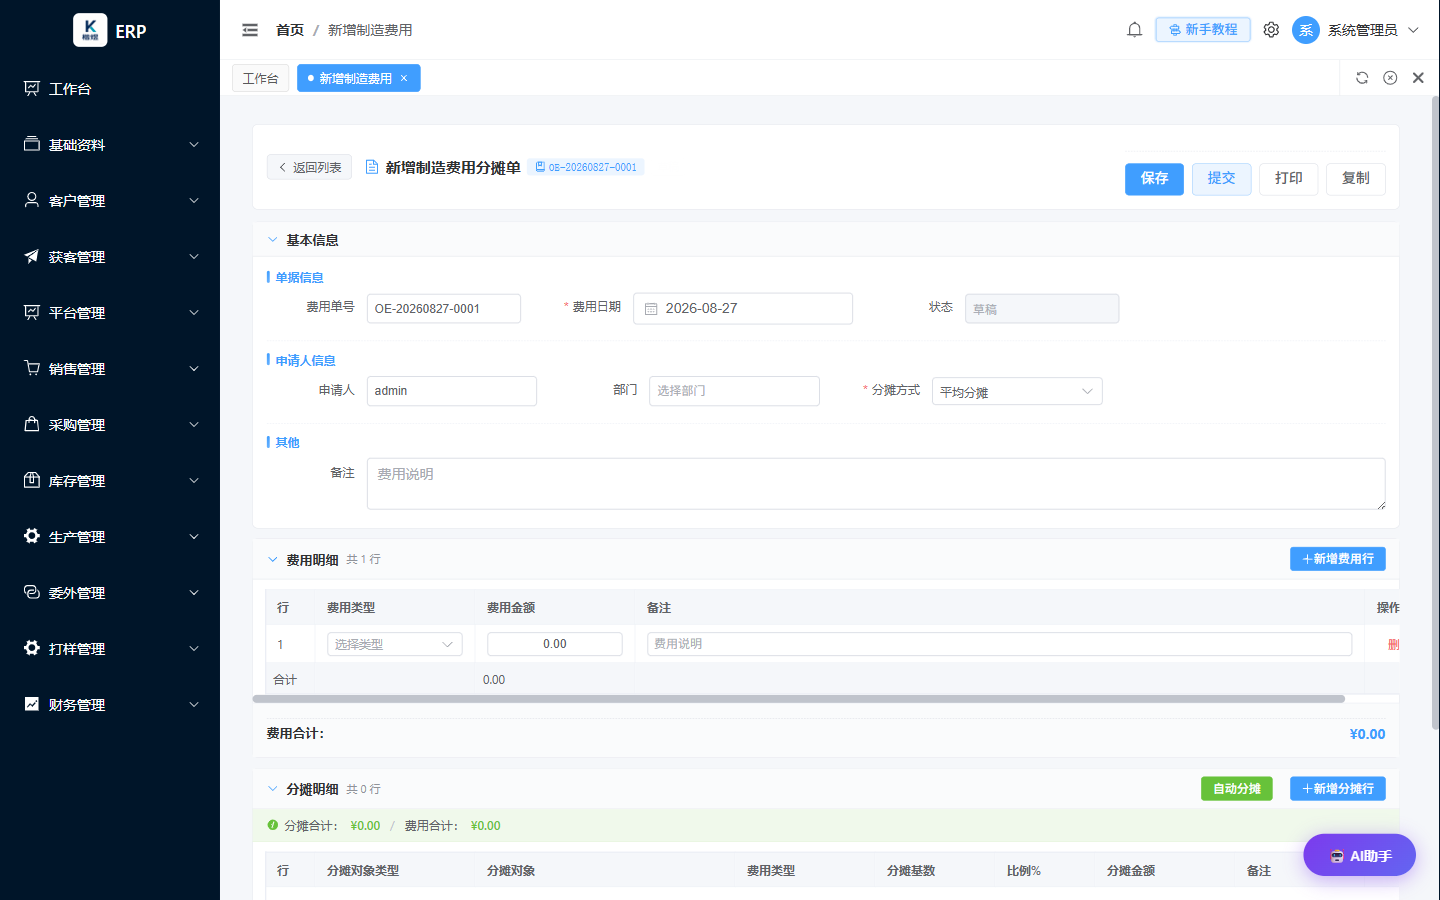 K
ERP
首页 / 新增制造费用
新手教程
系
系统管理员
工作台
新增制造费用 ×
工作台
基础资料
客户管理
获客管理
平台管理
销售管理
采购管理
库存管理
生产管理
委外管理
打样管理
财务管理
返回列表
新增制造费用分摊单
OE-20260827-0001
保存
提交
打印
复制
基本信息
单据信息
费用单号
OE-20260827-0001
* 费用日期
2026-08-27
状态
草稿
申请人信息
申请人
admin
部门
选择部门
* 分摊方式
平均分摊
其他
备注
费用说明
费用明细 共 1 行
+新增费用行
行 费用类型 费用金额 备注 操作
1 选择类型 0.00 费用说明 删
合计 0.00
费用合计： ¥0.00
分摊明细 共 0 行
自动分摊
+新增分摊行
分摊合计： ¥0.00 / 费用合计： ¥0.00
行 分摊对象类型 分摊对象 费用类型 分摊基数 比例% 分摊金额 备注
AI助手